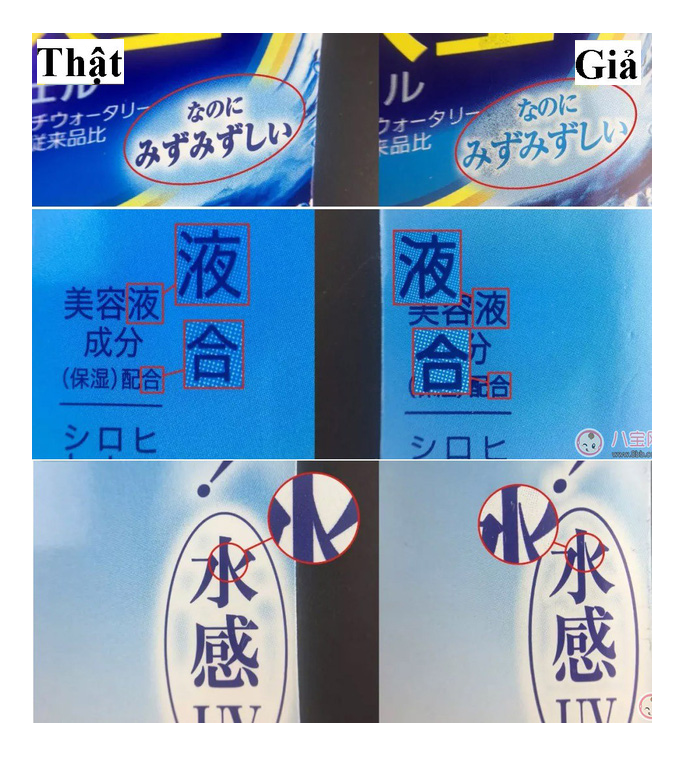 Thật
Giả
ェル
チウォータリー
従来品比
なのに
みずみずしい
ル
ウォータリー
来品比
なのに
みずみずしい
美容液
液
成分
合
(保湿)配合
シロヒ
液
美容液
合
分
合
シロヒ
八宝
!
水
感
UV
水
!
水
感
UV
水